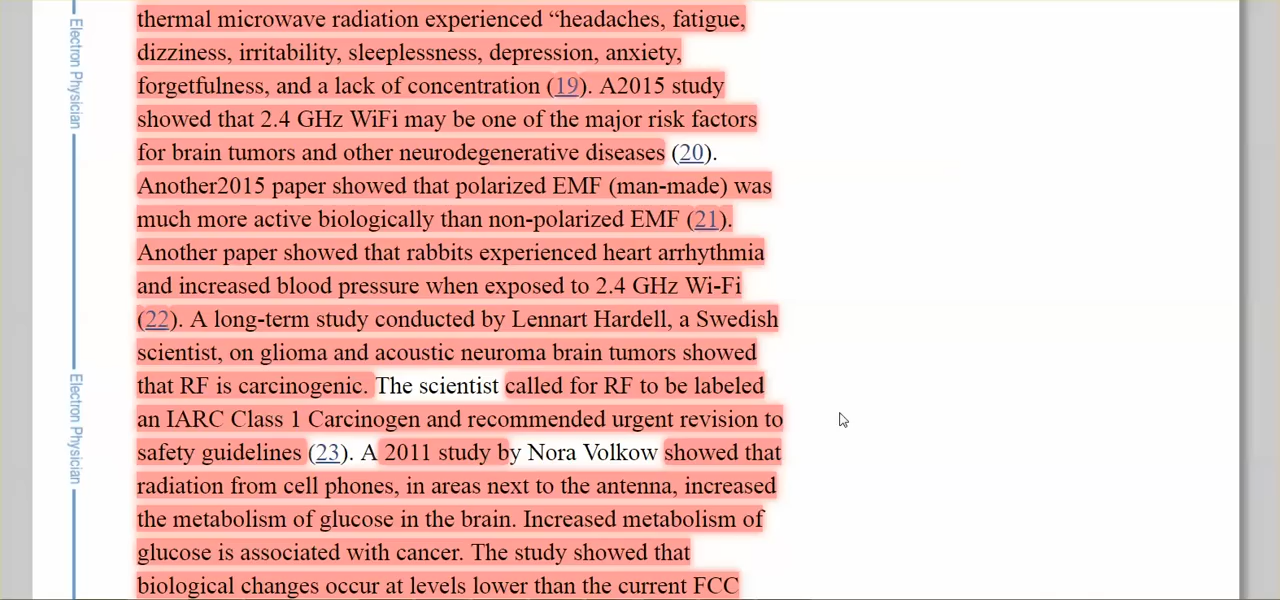 Electron Physician
Electron Physician
thermal microwave radiation experienced “headaches, fatigue,
dizziness, irritability, sleeplessness, depression, anxiety,
forgetfulness, and a lack of concentration (19). A2015 study
showed that 2.4 GHz WiFi may be one of the major risk factors
for brain tumors and other neurodegenerative diseases (20).
Another2015 paper showed that polarized EMF (man-made) was
much more active biologically than non-polarized EMF (21).
Another paper showed that rabbits experienced heart arrhythmia
and increased blood pressure when exposed to 2.4 GHz Wi-Fi
(22). A long-term study conducted by Lennart Hardell, a Swedish
scientist, on glioma and acoustic neuroma brain tumors showed
that RF is carcinogenic. The scientist called for RF to be labeled
an IARC Class 1 Carcinogen and recommended urgent revision to
safety guidelines (23). A 2011 study by Nora Volkow showed that
radiation from cell phones, in areas next to the antenna, increased
the metabolism of glucose in the brain. Increased metabolism of
glucose is associated with cancer. The study showed that
biological changes occur at levels lower than the current FCC